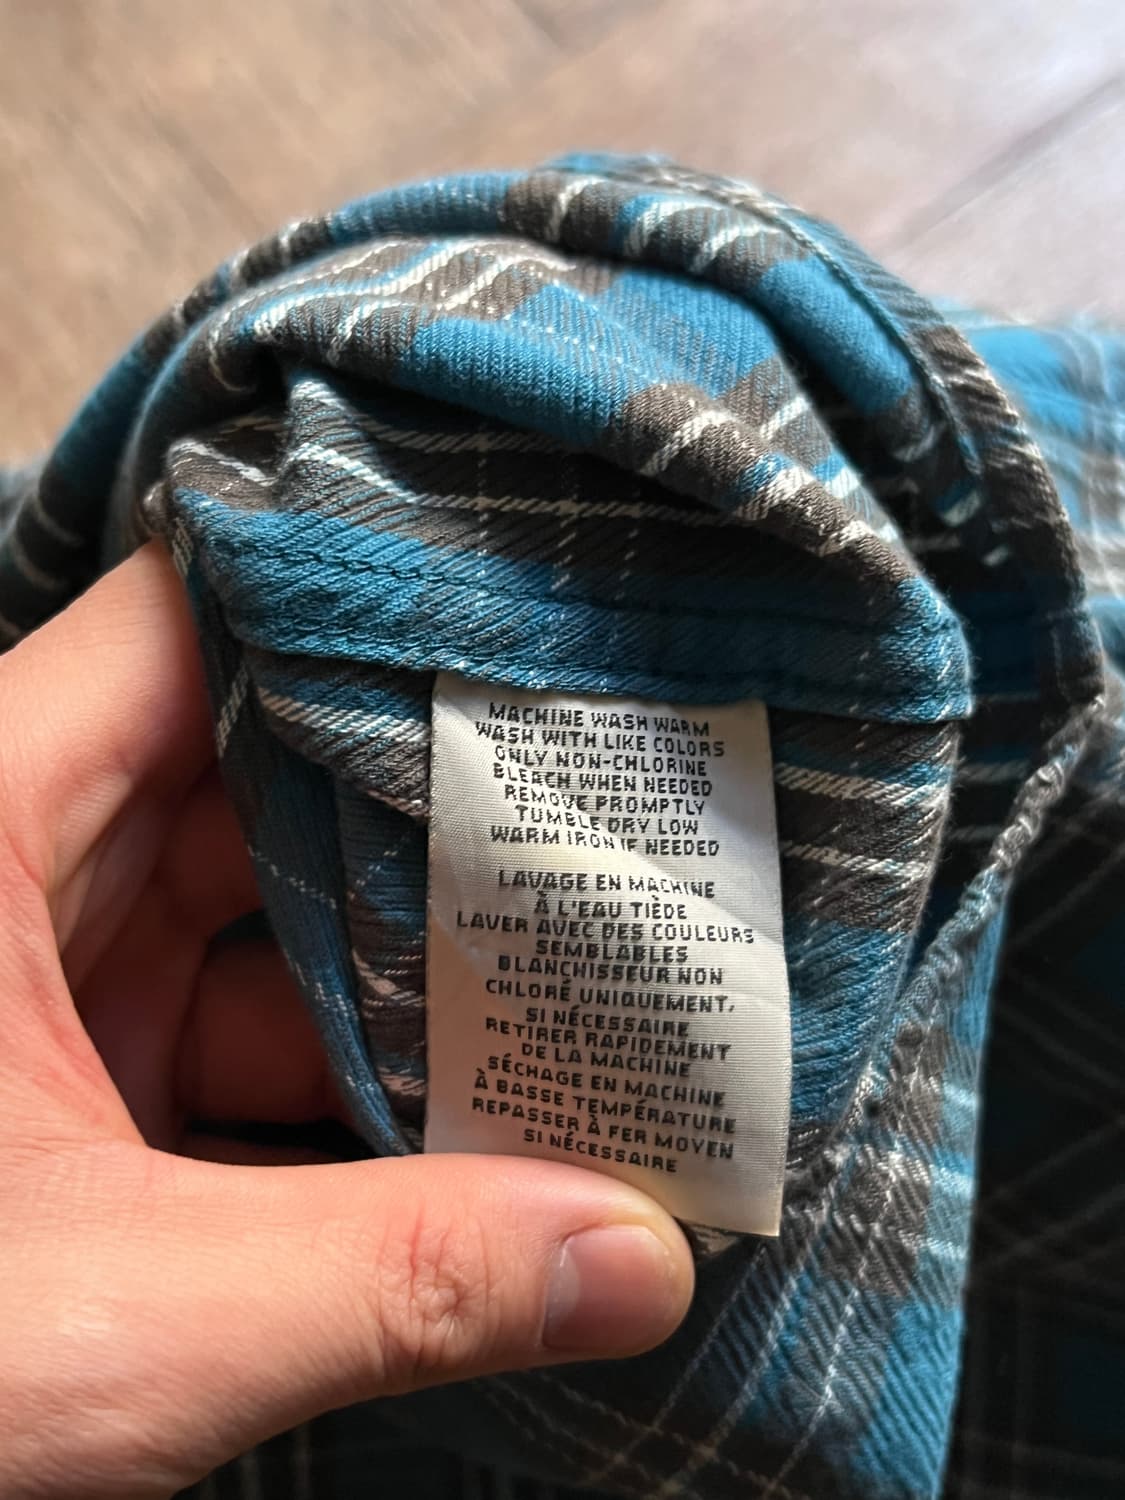 MACHINE WASH WARM
WASH WITH LIKE COLORS
ONLY NON-CHLORINE
BLEACH WHEN NEEDED
REMOVE PROMPTLY
TUMBLE DRY LOW
WARM IRON IF NEEDED
LAVAGE EN MACHINE
À L'EAU TIÈDE
LAVER AVEC DES COULEURS
SEMBLABLES
BLANCHISSEUR NON
CHLORÉ UNIQUEMENT,
SI NÉCESSAIRE
RETIRER RAPIDEMENT
DE LA MACHINE
SÉCHAGE EN MACHINE
À BASSE TEMPÉRATURE
REPASSER À FER MOYEN
SI NÉCESSAIRE